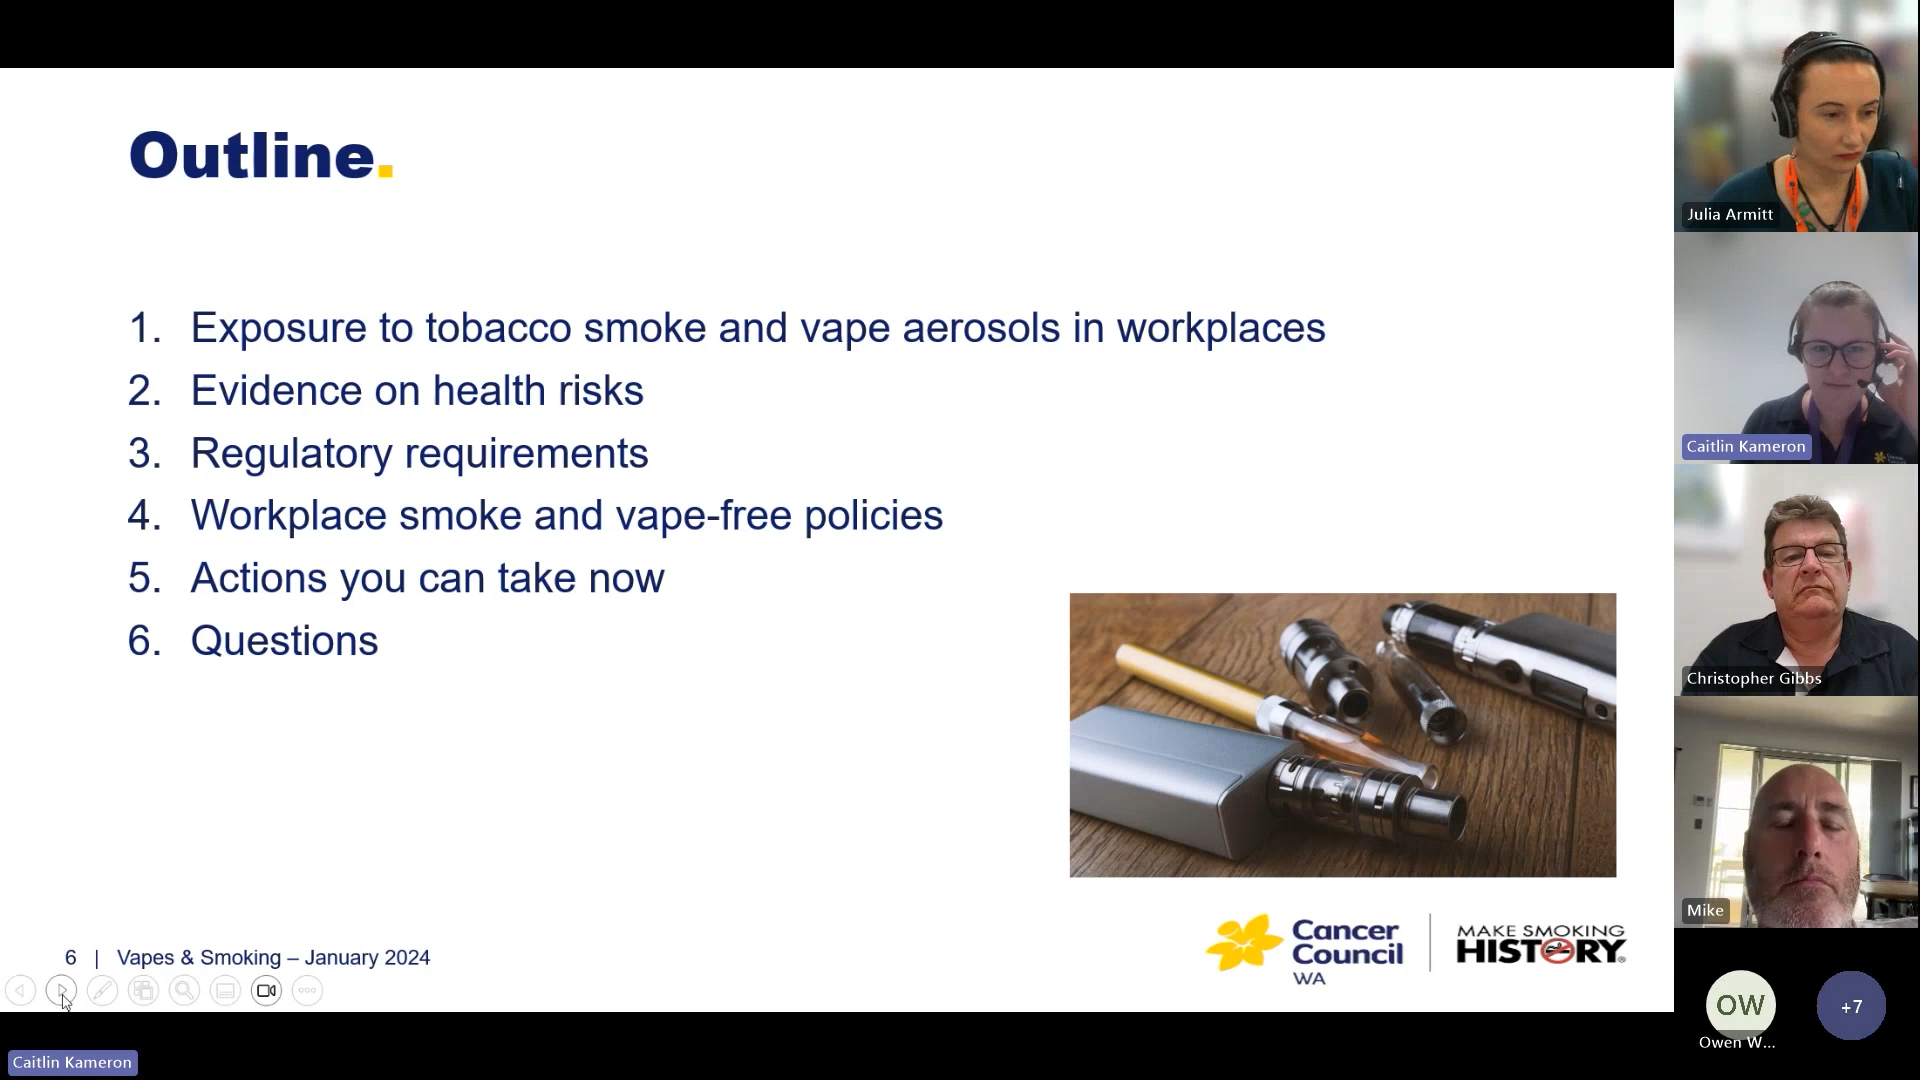 Outline.
1. Exposure to tobacco smoke and vape aerosols in workplaces
2. Evidence on health risks
3. Regulatory requirements
4. Workplace smoke and vape-free policies
5. Actions you can take now
6. Questions
Cancer
Council
WA
MAKE SMOKING
HISTORY®
6 | Vapes & Smoking – January 2024
Caitlin Kameron
Julia Armitt
Caitlin Kameron
Christopher Gibbs
Mike
OW
Owen W...
+7